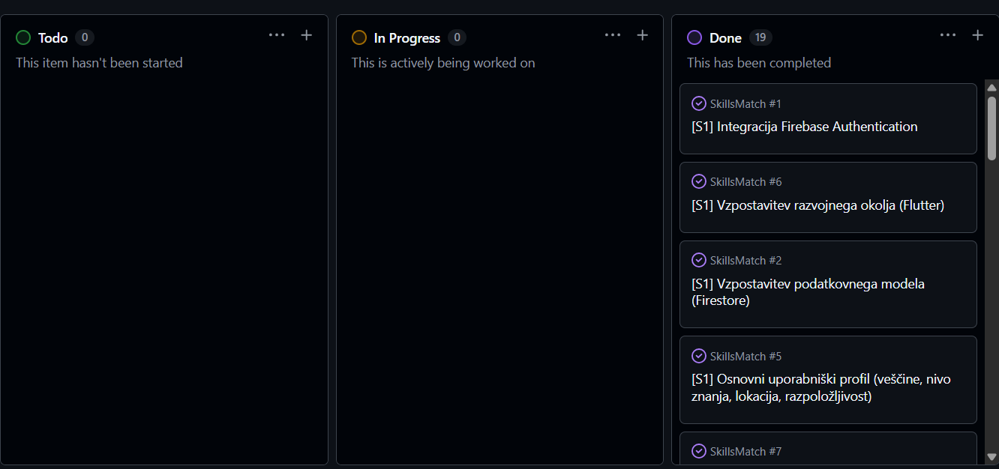 Todo 0
This item hasn't been started
In Progress 0
This is actively being worked on
Done 19
This has been completed
SkillsMatch #1
[S1] Integracija Firebase Authentication
SkillsMatch #6
[S1] Vzpostavitev razvojnega okolja (Flutter)
SkillsMatch #2
[S1] Vzpostavitev podatkovnega modela
(Firestore)
SkillsMatch #5
[S1] Osnovni uporabniški profil (veščine, nivo
znanja, lokacija, razpoložljivost)
SkillsMatch #7